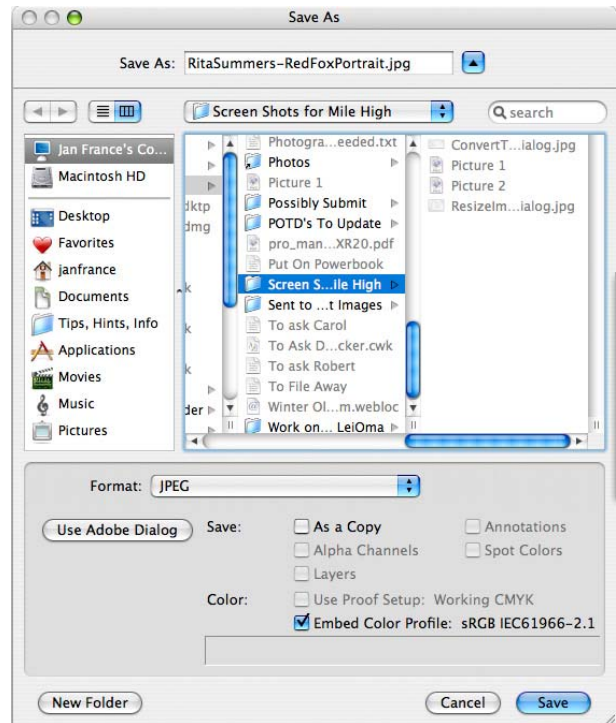 Save As
Save As: RitaSummers-RedFoxPortrait.jpg
Screen Shots for Mile High
search
Jan France's Co...
Macintosh HD
Desktop
Favorites
janfrance
Documents
Tips, Hints, Info
Applications
Movies
Music
Pictures
dktp
dmg
k
k
k
der
Photogra...eeded.txt
Photos
Picture 1
Possibly Submit
POTD's To Update
pro_man...XR20.pdf
Put On Powerbook
Screen S...ile High
Sent to ...t Images
To ask Carol
To Ask D...cker.cwk
To ask Robert
To File Away
Winter Ol...m.webloc
Work on... LeiOma
ConvertT...ialog.jpg
Picture 1
Picture 2
ResizeIm...ialog.jpg
Format: JPEG
Use Adobe Dialog
Save: As a Copy Annotations
Alpha Channels Spot Colors
Layers
Color: Use Proof Setup: Working CMYK
Embed Color Profile: sRGB IEC61966-2.1
New Folder Cancel Save